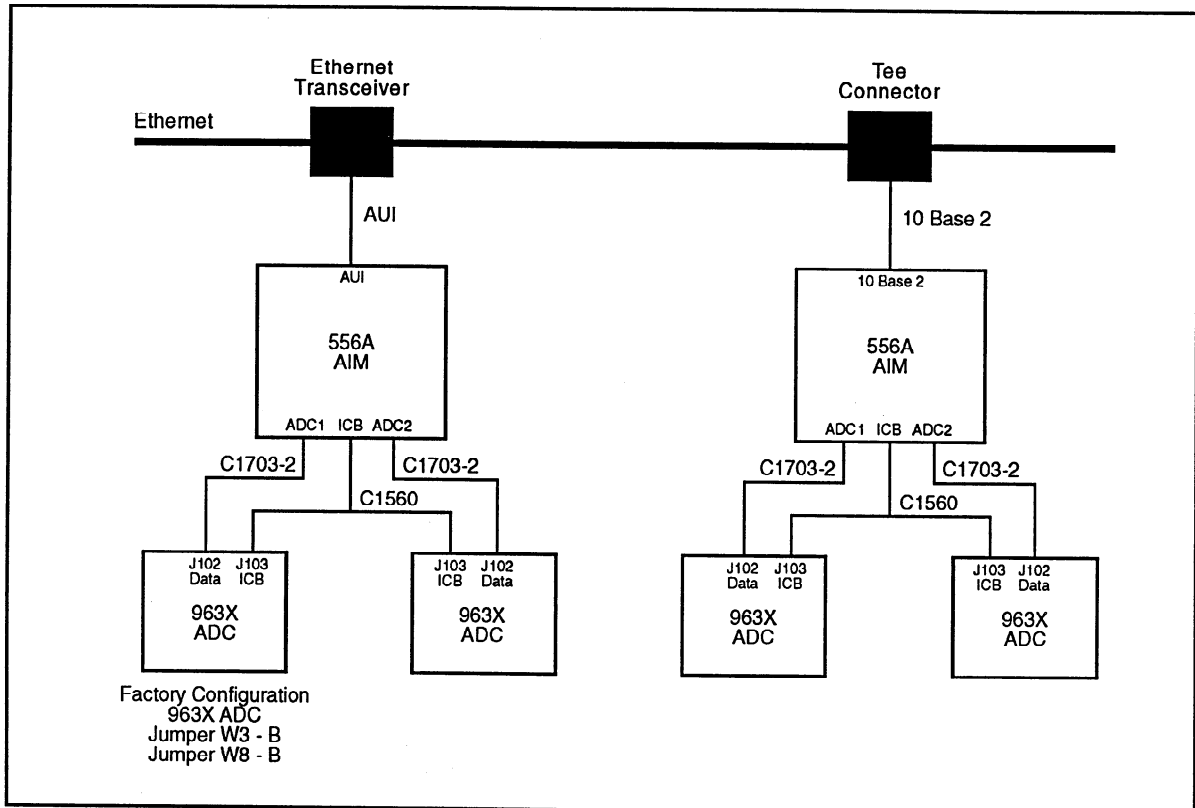 Ethernet
Transceiver
Tee
Connector
Ethernet
AUI
10 Base 2
AUI
556A
AIM
ADC1 ICB ADC2
10 Base 2
556A
AIM
ADC1 ICB ADC2
C1703-2
C1703-2
C1560
C1703-2
C1703-2
C1560
J102
Data
J103
ICB
963X
ADC
J103
ICB
J102
Data
963X
ADC
J102
Data
J103
ICB
963X
ADC
J103
ICB
J102
Data
963X
ADC
Factory Configuration
963X ADC
Jumper W3 - B
Jumper W8 - B